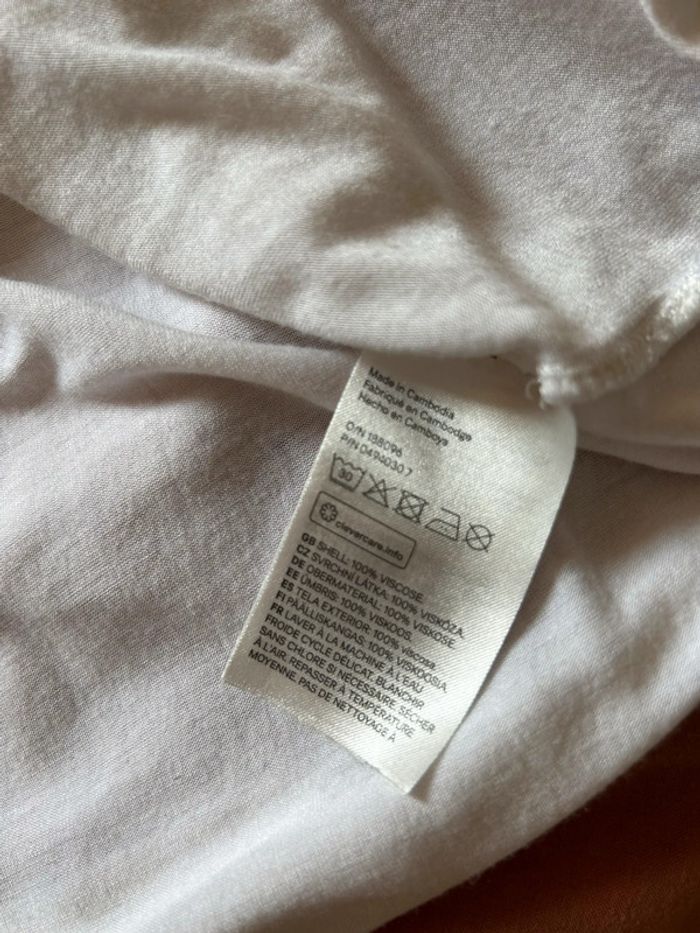 Made in Cambodia
Fabriqué en Cambodge
Hecho en Camboya
O/N 188096
P/N 0494030 7
30
clevercare.info
GB SHELL: 100% VISCOSE.
CZ SVRCHNÍ LÁTKA: 100% VISKÓZA.
DE OBERMATERIAL: 100% VISKOSE.
EE ÜMBRIS: 100% VISKOOS.
ES TELA EXTERIOR: 100% viscosa.
FI PÄÄLLISKANGAS: 100% VISKOOSIA.
FR LAVER À LA MACHINE À L'EAU
FROIDE CYCLE DÉLICAT. BLANCHIR
SANS CHLORE SI NÉCESSAIRE. SÉCHER
À L'AIR. REPASSER À TEMPÉRATURE
MOYENNE. PAS DE NETTOYAGE À